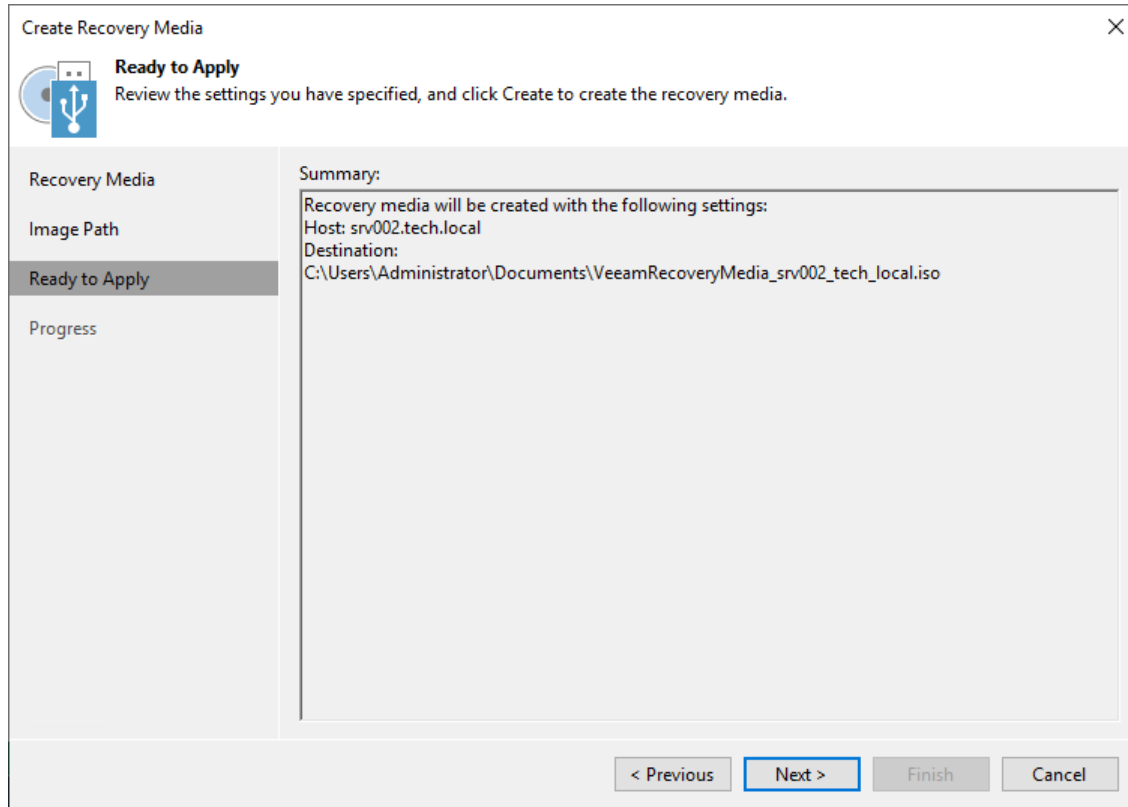 Create Recovery Media
Ready to Apply
Review the settings you have specified, and click Create to create the recovery media.
Recovery Media
Image Path
Ready to Apply
Progress
Summary:
Recovery media will be created with the following settings:
Host: srv002.tech.local
Destination:
C:\Users\Administrator\Documents\VeeamRecoveryMedia_srv002_tech_local.iso
< Previous
Next >
Finish
Cancel